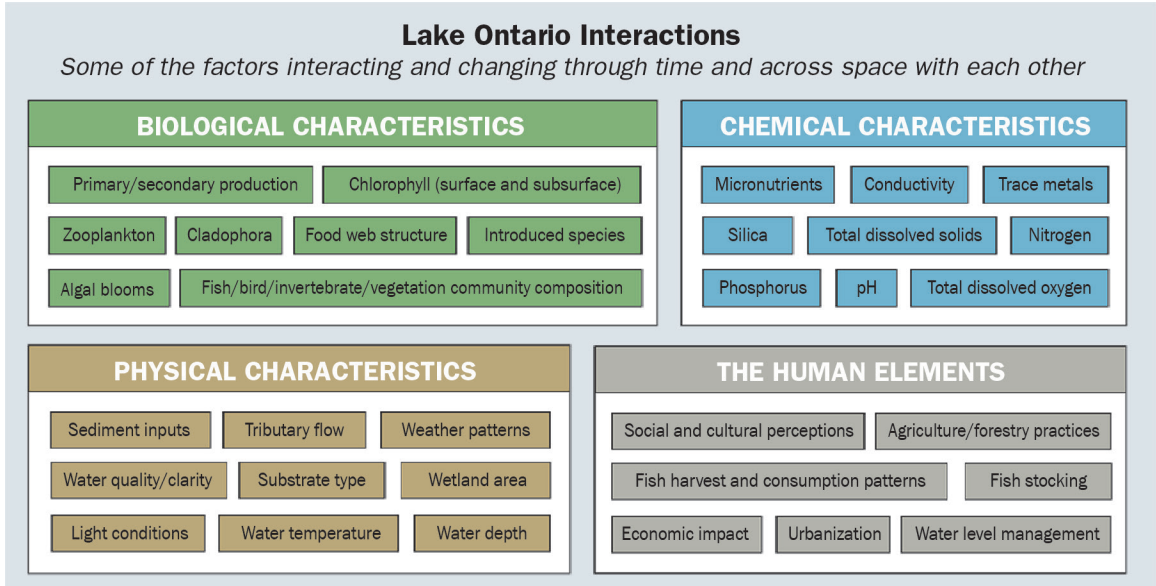 Lake Ontario Interactions
Some of the factors interacting and changing through time and across space with each other
BIOLOGICAL CHARACTERISTICS
Primary/secondary production
Chlorophyll (surface and subsurface)
Zooplankton
Cladophora
Food web structure
Introduced species
Algal blooms
Fish/bird/invertebrate/vegetation community composition
CHEMICAL CHARACTERISTICS
Micronutrients
Conductivity
Trace metals
Silica
Total dissolved solids
Nitrogen
Phosphorus
pH
Total dissolved oxygen
PHYSICAL CHARACTERISTICS
Sediment inputs
Tributary flow
Weather patterns
Water quality/clarity
Substrate type
Wetland area
Light conditions
Water temperature
Water depth
THE HUMAN ELEMENTS
Social and cultural perceptions
Agriculture/forestry practices
Fish harvest and consumption patterns
Fish stocking
Economic impact
Urbanization
Water level management